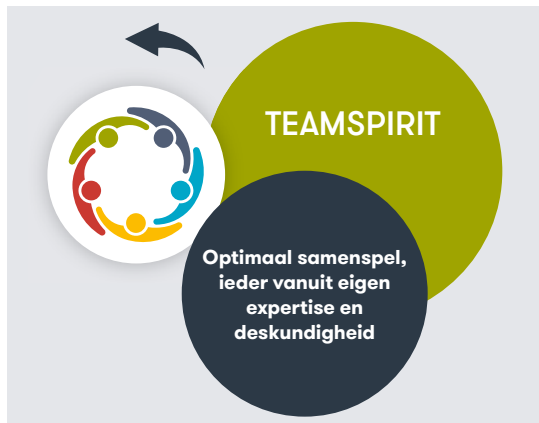 TEAMSPIRIT
Optimaal samenspel,
ieder vanuit eigen
expertise en
deskundigheid